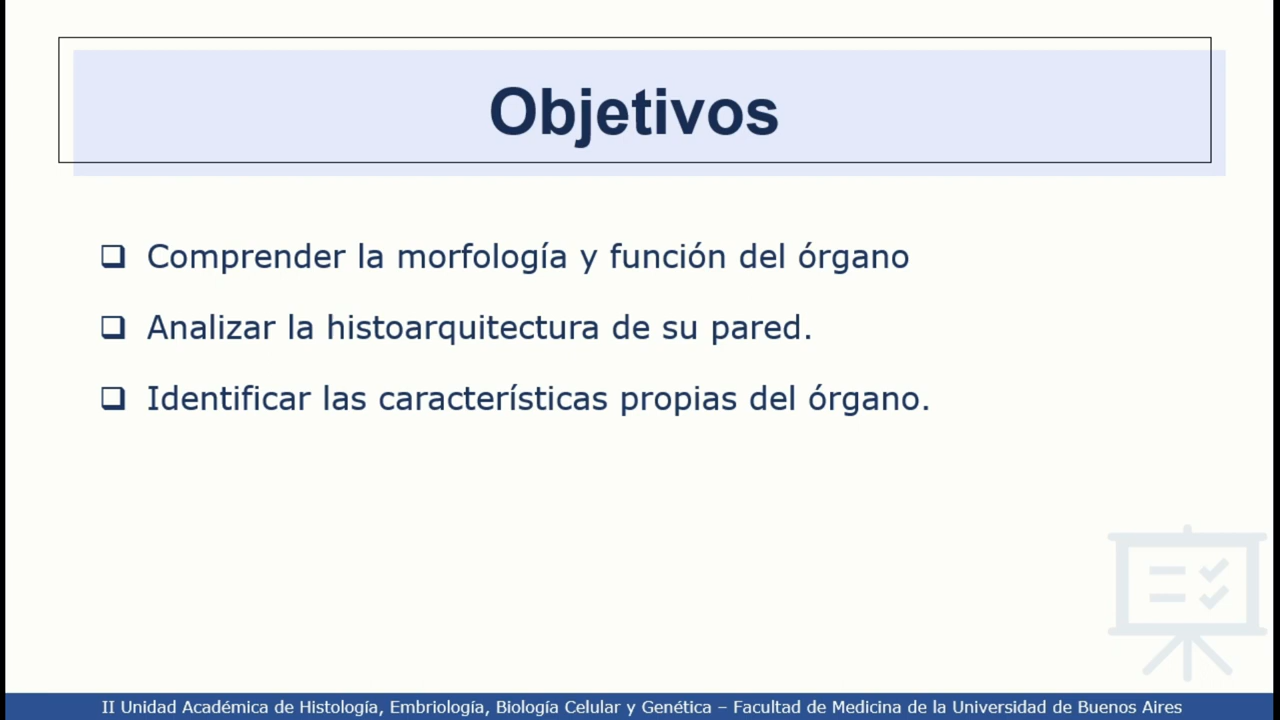 Objetivos
Comprender la morfología y función del órgano
Analizar la histoarquitectura de su pared.
Identificar las características propias del órgano.
II Unidad Académica de Histología, Embriología, Biología Celular y Genética – Facultad de Medicina de la Universidad de Buenos Aires